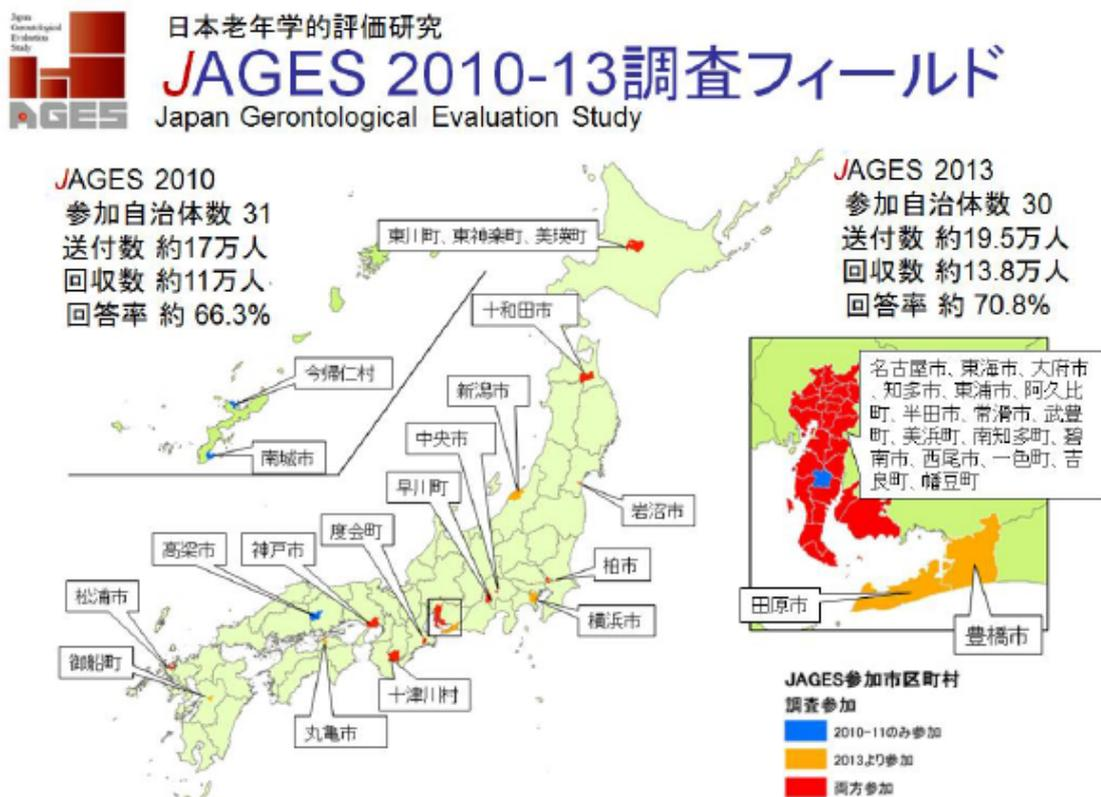 Japan
Gerontological
Evaluation
Study
AGES
日本老年学的評価研究
JAGES 2010-13調査フィールド
Japan Gerontological Evaluation Study
JAGES 2010
参加自治体数 31
送付数 約17万人
回収数 約11万人
回答率 約 66.3%
JAGES 2013
参加自治体数 30
送付数 約19.5万人
回収数 約13.8万人
回答率 約 70.8%
東川町、東神楽町、美瑛町
十和田市
今帰仁村
新潟市
中央市
南城市
早川町
岩沼市
度会町
高梁市
神戸市
柏市
松浦市
横浜市
御船町
十津川村
丸亀市
名古屋市、東海市、大府市
、知多市、東浦市、阿久比
町、半田市、常滑市、武豊
町、美浜町、南知多町、碧
南市、西尾市、一色町、吉
良町、幡豆町
田原市
豊橋市
JAGES参加市区町村
調査参加
2010-11のみ参加
2013より参加
両方参加